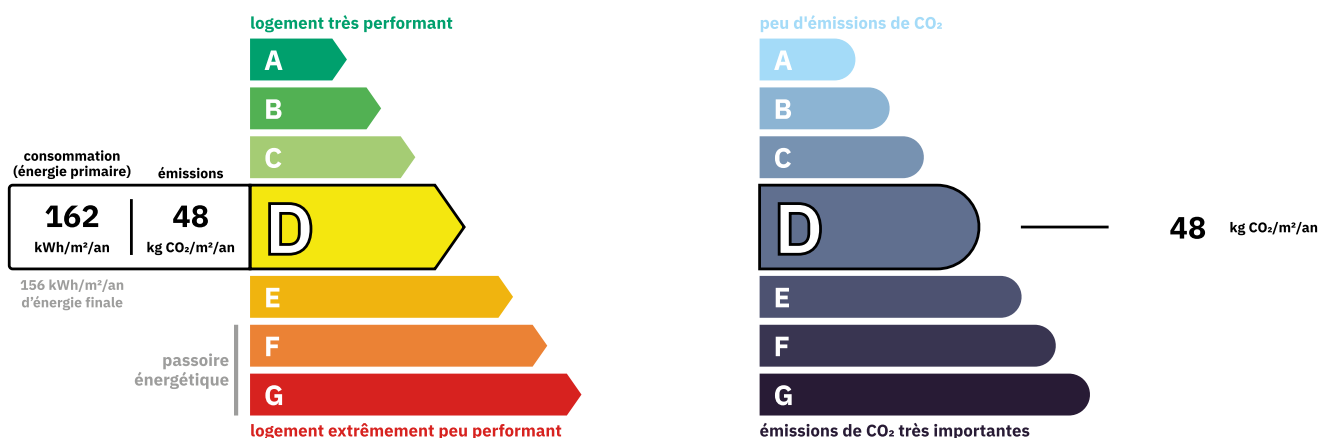 logement très performant
A
B
C
consommation
(énergie primaire)
émissions
162
kWh/m²/an
48
kg CO₂/m²/an
D
156 kWh/m²/an
d'énergie finale
E
passoire
énergétique
F
G
logement extrêmement peu performant
peu d'émissions de CO₂
A
B
C
D
48
kg CO₂/m²/an
E
F
G
émissions de CO₂ très importantes